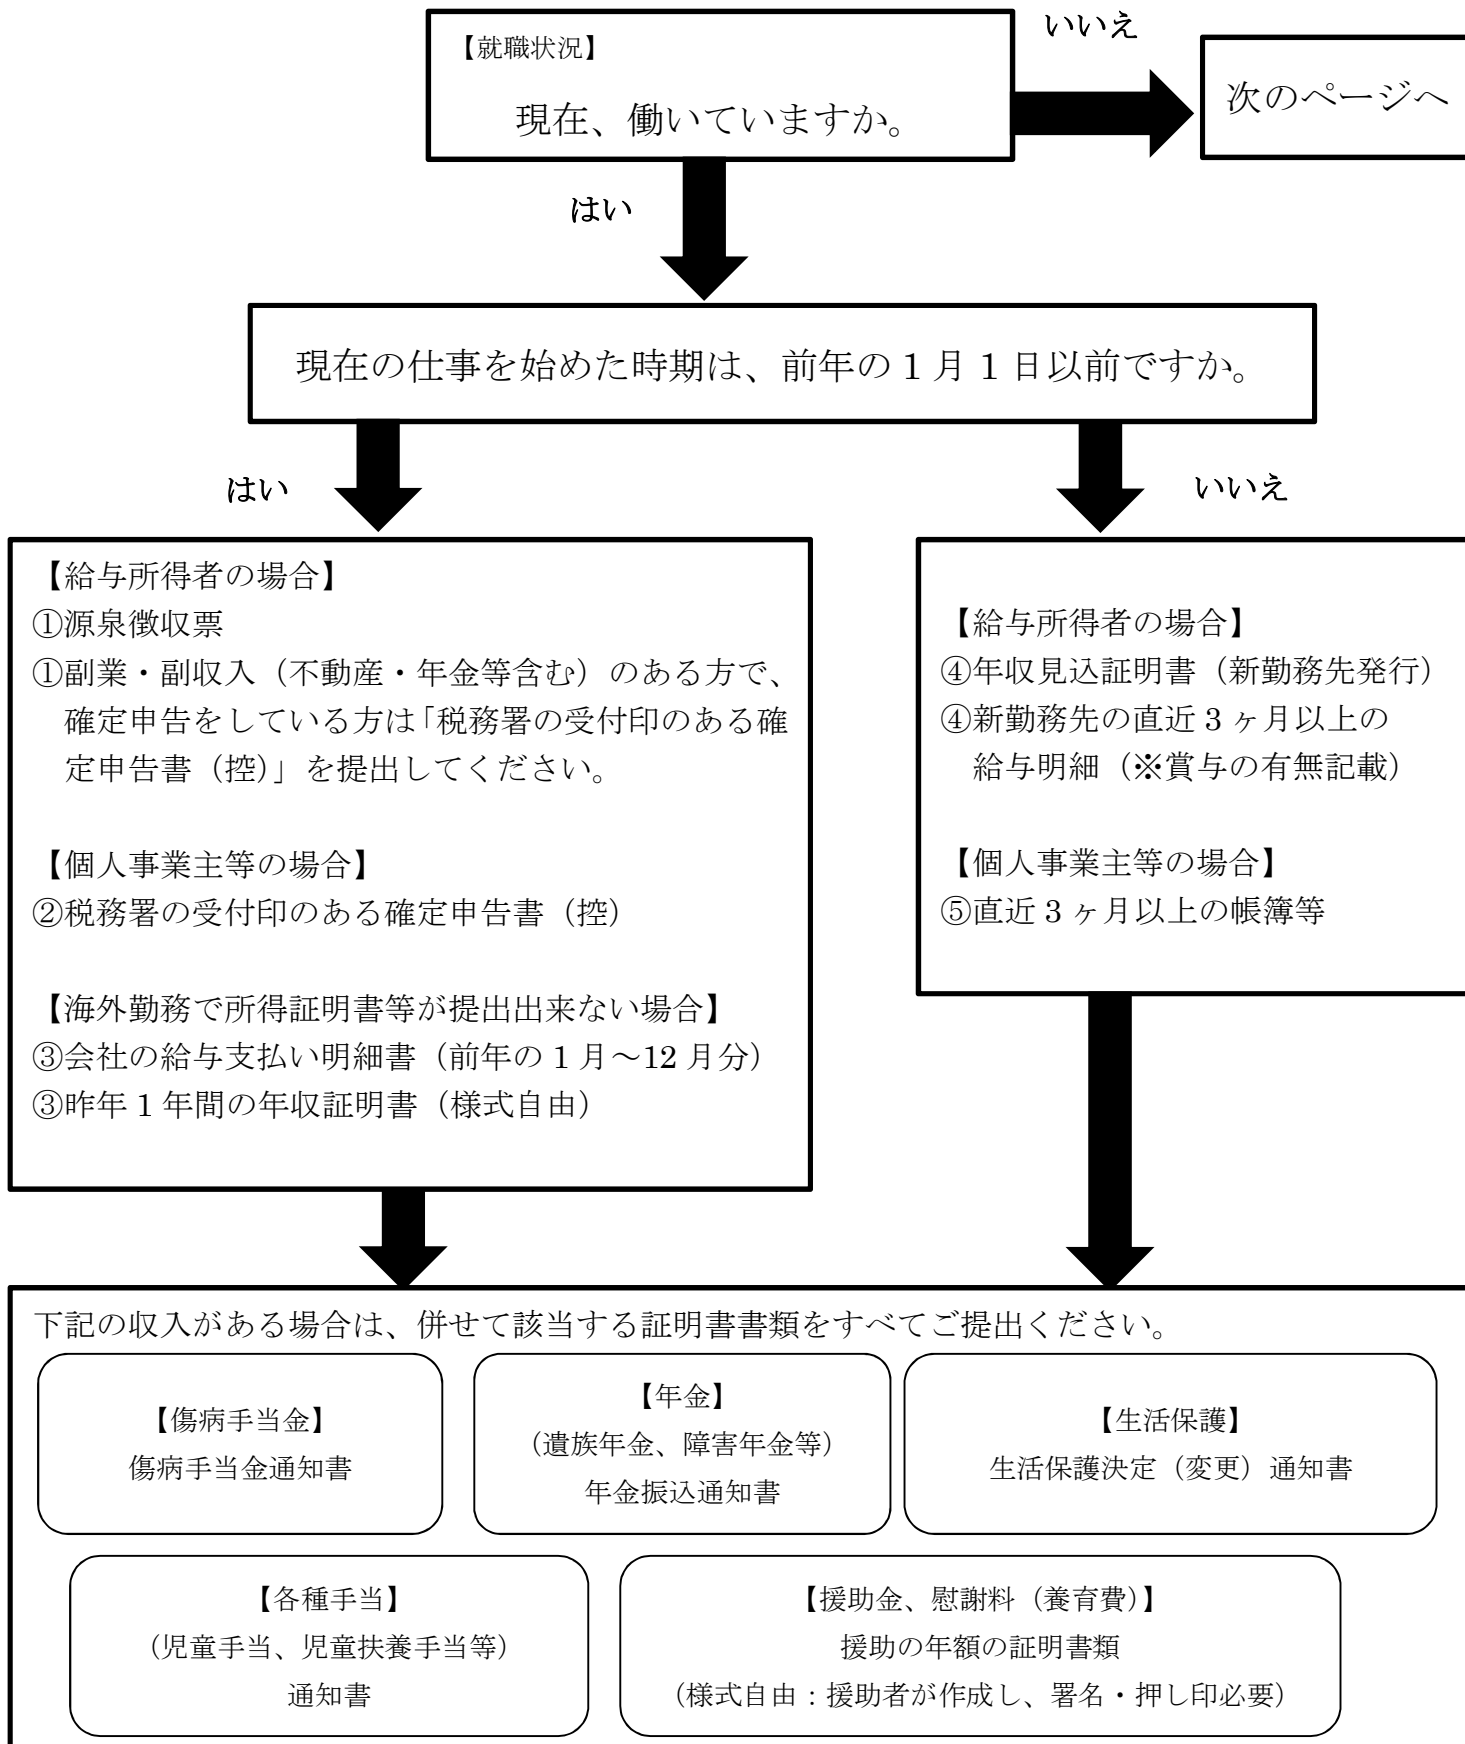 【就職状況】
現在、働いていますか。
いいえ
次のページへ
はい
現在の仕事を始めた時期は、前年の1月1日以前ですか。
はい
いいえ
【給与所得者の場合】
①源泉徴収票
①副業・副収入（不動産・年金等含む）のある方で、
確定申告をしている方は「税務署の受付印のある確
定申告書（控）」を提出してください。
【個人事業主等の場合】
②税務署の受付印のある確定申告書（控）
【海外勤務で所得証明書等が提出出来ない場合】
③会社の給与支払い明細書（前年の1月～12月分）
③昨年1年間の年収証明書（様式自由）
【給与所得者の場合】
④年収見込証明書（新勤務先発行）
④新勤務先の直近3ヶ月以上の
給与明細（※賞与の有無記載）
【個人事業主等の場合】
⑤直近3ヶ月以上の帳簿等
下記の収入がある場合は、併せて該当する証明書書類をすべてご提出ください。
【傷病手当金】
傷病手当金通知書
【年金】
（遺族年金、障害年金等）
年金振込通知書
【生活保護】
生活保護決定（変更）通知書
【各種手当】
（児童手当、児童扶養手当等）
通知書
【援助金、慰謝料（養育費）】
援助の年額の証明書類
（様式自由：援助者が作成し、署名・押し印必要）